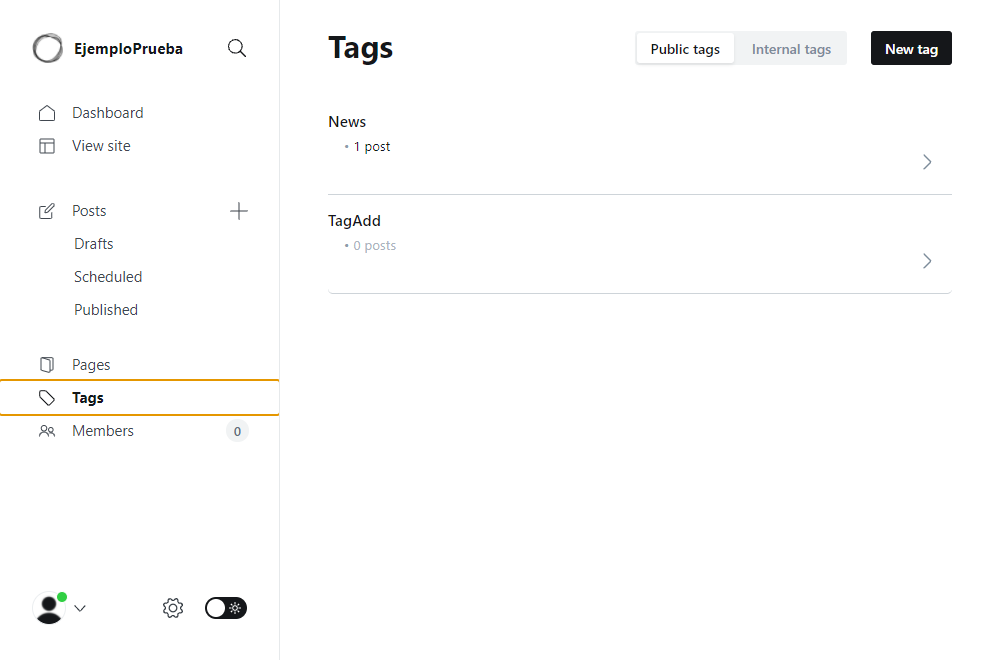 EjemploPrueba
Dashboard
View site
Posts
Drafts
Scheduled
Published
Pages
Tags
Members
0
Tags
Public tags
Internal tags
New tag
News
• 1 post
TagAdd
• 0 posts